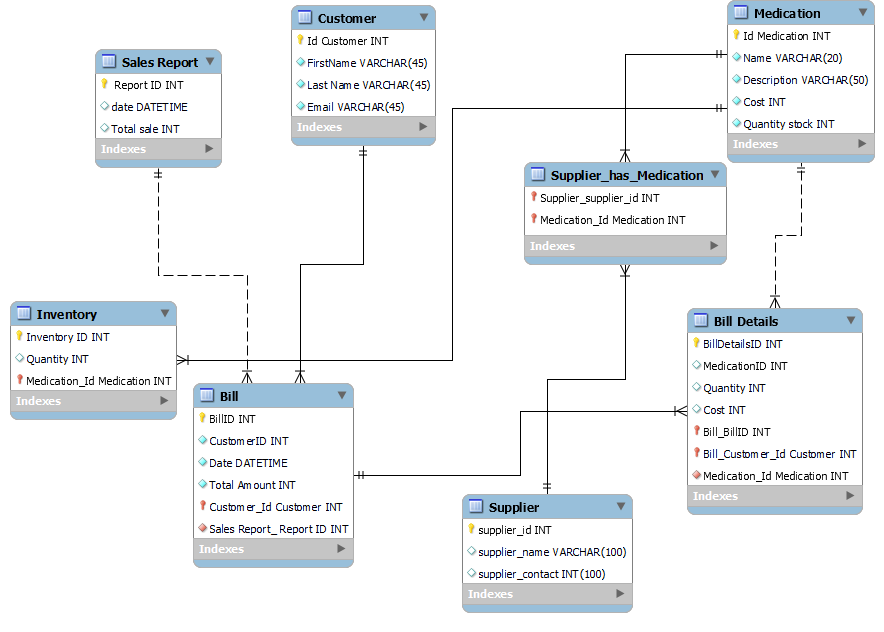 Customer
Id Customer INT
FirstName VARCHAR(45)
Last Name VARCHAR(45)
Email VARCHAR(45)
Indexes
Medication
Id Medication INT
Name VARCHAR(20)
Description VARCHAR(50)
Cost INT
Quantity stock INT
Indexes
Sales Report
Report ID INT
date DATETIME
Total sale INT
Indexes
Supplier_has_Medication
Supplier_supplier_id INT
Medication_Id Medication INT
Indexes
Inventory
Inventory ID INT
Quantity INT
Medication_Id Medication INT
Indexes
Bill
BillID INT
CustomerID INT
Date DATETIME
Total Amount INT
Customer_Id Customer INT
Sales Report_ Report ID INT
Indexes
Bill Details
BillDetailsID INT
MedicationID INT
Quantity INT
Cost INT
Bill_BillID INT
Bill_Customer_Id Customer INT
Medication_Id Medication INT
Indexes
Supplier
supplier_id INT
supplier_name VARCHAR(100)
supplier_contact INT(100)
Indexes